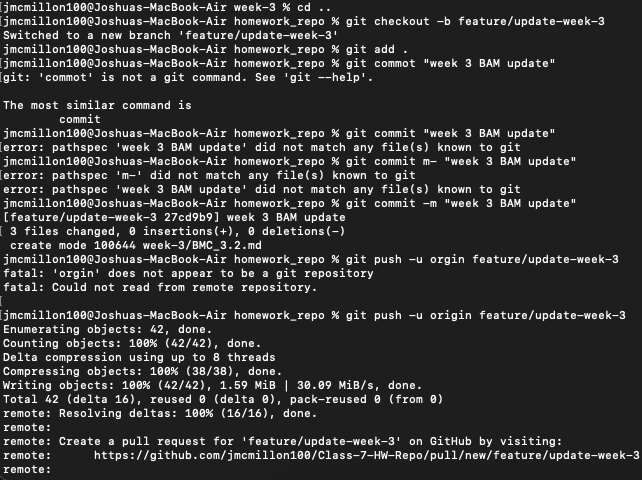 [jmcmillon100@Joshuas-MacBook-Air week-3 % cd ..
[jmcmillon100@Joshuas-MacBook-Air homework_repo % git checkout -b feature/update-week-3
Switched to a new branch 'feature/update-week-3'
jmcmillon100@Joshuas-MacBook-Air homework_repo % git add .
jmcmillon100@Joshuas-MacBook-Air homework_repo % git commot "week 3 BAM update"
[git: 'commot' is not a git command. See 'git --help'.
The most similar command is
commit
jmcmillon100@Joshuas-MacBook-Air homework_repo % git commit "week 3 BAM update"
[error: pathspec 'week 3 BAM update' did not match any file(s) known to git
jmcmillon100@Joshuas-MacBook-Air homework_repo % git commit m- "week 3 BAM update"
[error: pathspec 'm-' did not match any file(s) known to git
error: pathspec 'week 3 BAM update' did not match any file(s) known to git
jmcmillon100@Joshuas-MacBook-Air homework_repo % git commit -m "week 3 BAM update"
[feature/update-week-3 27cd9b9] week 3 BAM update
[ 3 files changed, 0 insertions(+), 0 deletions(-)
create mode 100644 week-3/BMC_3.2.md
jmcmillon100@Joshuas-MacBook-Air homework_repo % git push -u orgin feature/update-week-3
fatal: 'orgin' does not appear to be a git repository
fatal: Could not read from remote repository.
[
[jmcmillon100@Joshuas-MacBook-Air homework_repo % git push -u origin feature/update-week-3
Enumerating objects: 42, done.
Counting objects: 100% (42/42), done.
Delta compression using up to 8 threads
Compressing objects: 100% (38/38), done.
Writing objects: 100% (42/42), 1.59 MiB | 30.09 MiB/s, done.
Total 42 (delta 16), reused 0 (delta 0), pack-reused 0 (from 0)
remote: Resolving deltas: 100% (16/16), done.
remote:
remote: Create a pull request for 'feature/update-week-3' on GitHub by visiting:
remote: https://github.com/jmcmillon100/Class-7-HW-Repo/pull/new/feature/update-week-3
remote: